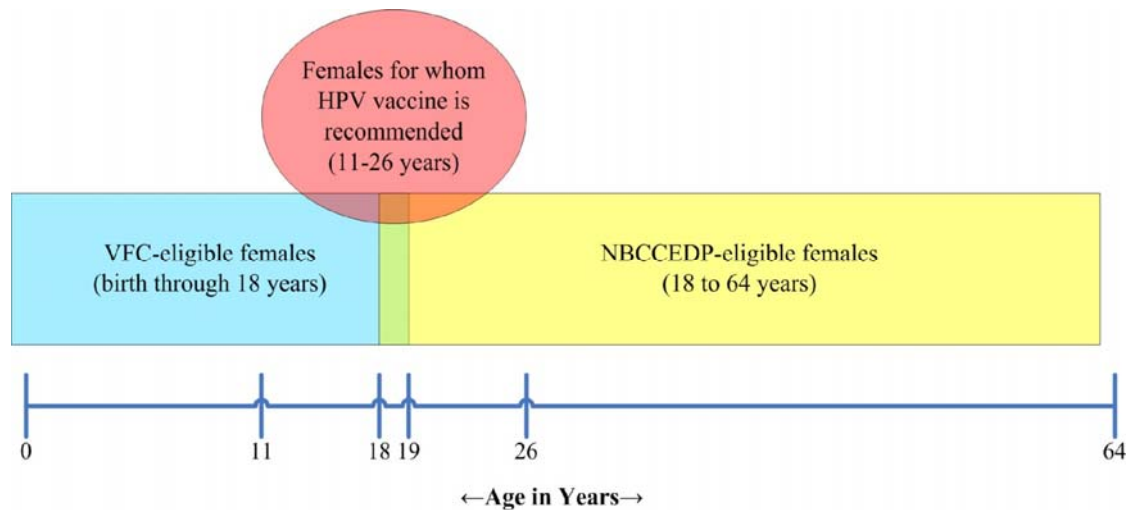 Females for whom
HPV vaccine is
recommended
(11-26 years)
VFC-eligible females
(birth through 18 years)
NBCCEDP-eligible females
(18 to 64 years)
0 11 18 19 26 64
←Age in Years→